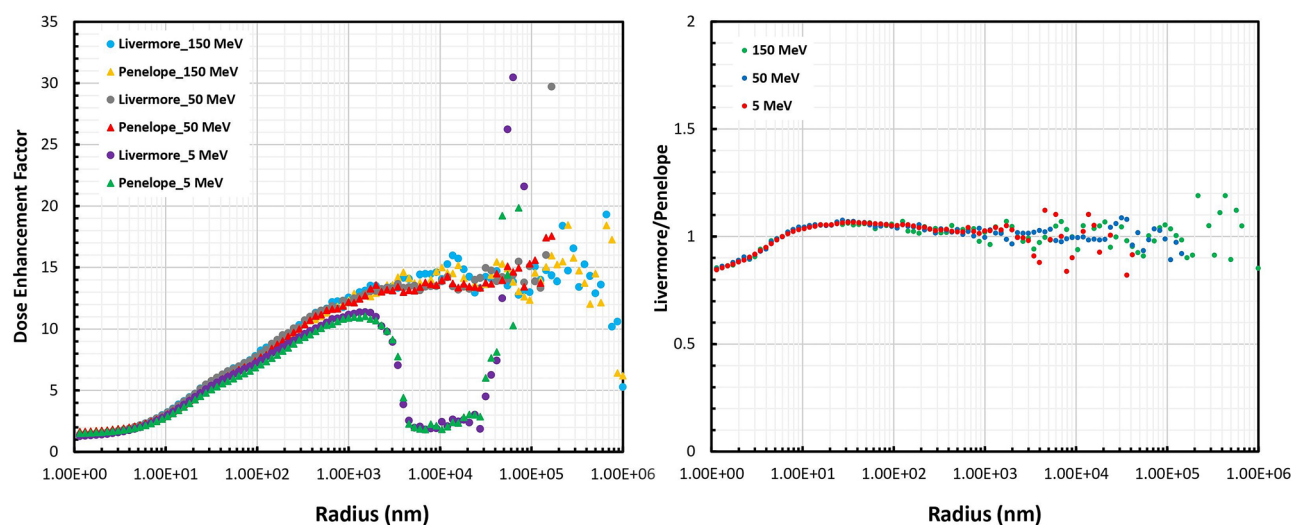 35
30
25
20
15
10
5
0
Dose Enhancement Factor
Livermore_150 MeV
Penelope_150 MeV
Livermore_50 MeV
Penelope_50 MeV
Livermore_5 MeV
Penelope_5 MeV
1.00E+00 1.00E+01 1.00E+02 1.00E+03 1.00E+04 1.00E+05 1.00E+06
Radius (nm)
2
1.5
1
0.5
0
Livermore/Penelope
150 MeV
50 MeV
5 MeV
1.00E+00 1.00E+01 1.00E+02 1.00E+03 1.00E+04 1.00E+05 1.00E+06
Radius (nm)